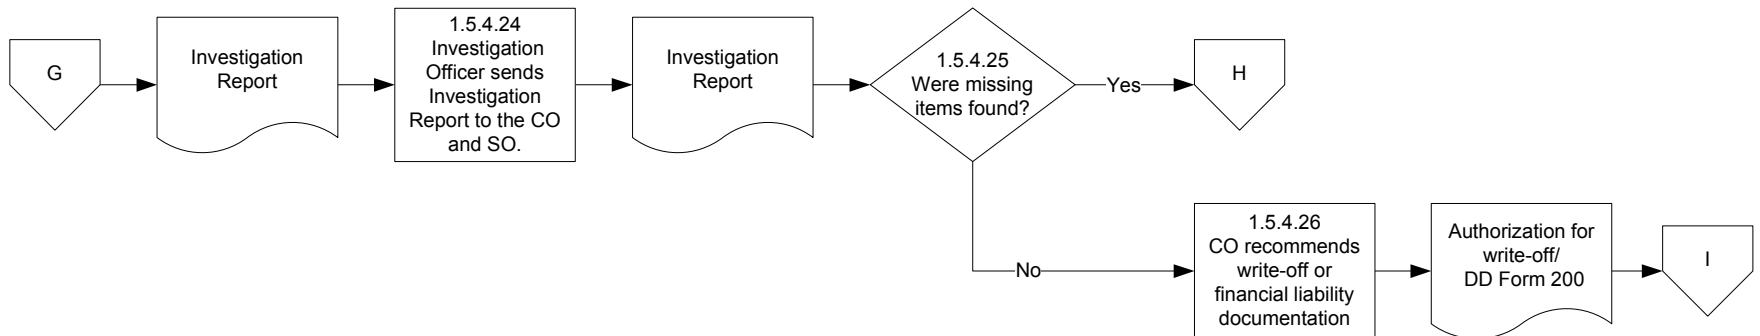 G
Investigation
Report
1.5.4.24
Investigation
Officer sends
Investigation
Report to the CO
and SO.
Investigation
Report
1.5.4.25
Were missing
items found?
Yes
H
No
1.5.4.26
CO recommends
write-off or
financial liability
documentation
Authorization for
write-off/
DD Form 200
I